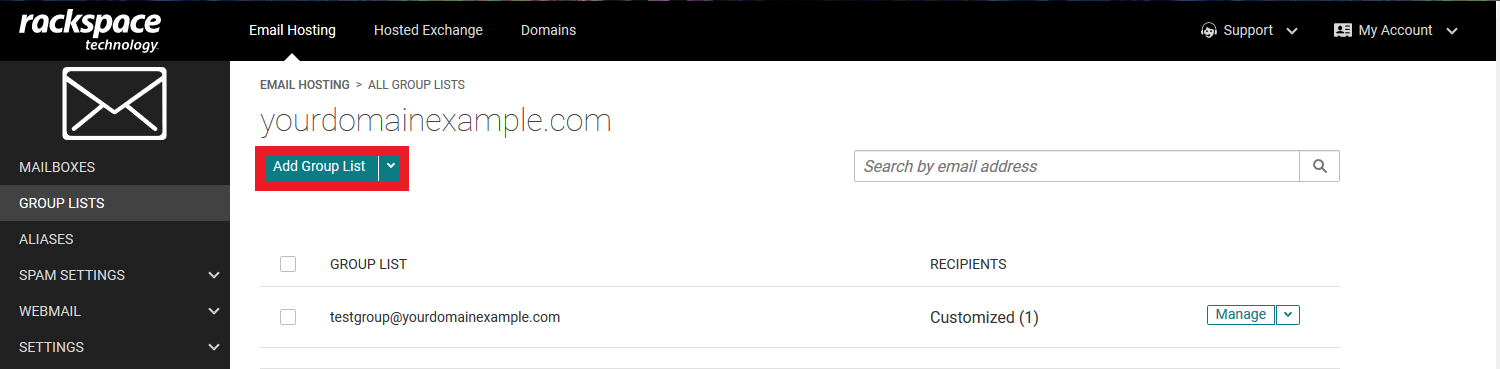 rackspace
technology
Email Hosting Hosted Exchange Domains Support My Account
MAILBOXES
GROUP LISTS
ALIASES
SPAM SETTINGS
WEBMAIL
SETTINGS
EMAIL HOSTING > ALL GROUP LISTS
yourdomainexample.com
Add Group List
Search by email address
GROUP LIST RECIPIENTS
testgroup@yourdomainexample.com Customized (1) Manage